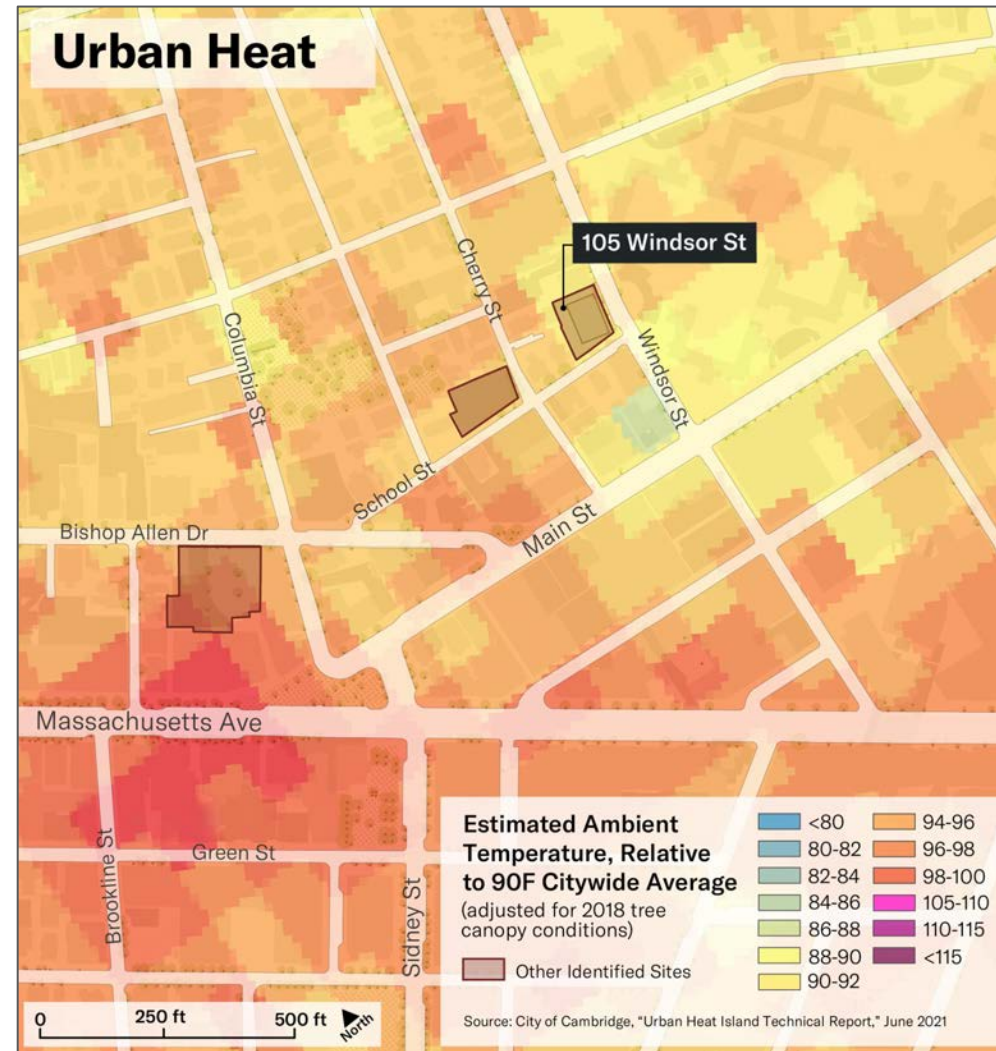 Urban Heat
105 Windsor St
Cherry St
Columbia St
Windsor St
School St
Main St
Bishop Allen Dr
Massachusetts Ave
Green St
Brookline St
Sidney St
Estimated Ambient
Temperature, Relative
to 90F Citywide Average
(adjusted for 2018 tree
canopy conditions)
Other Identified Sites
<80
80-82
82-84
84-86
86-88
88-90
90-92
94-96
96-98
98-100
105-110
110-115
<115
Source: City of Cambridge, "Urban Heat Island Technical Report," June 2021
0 250 ft 500 ft North